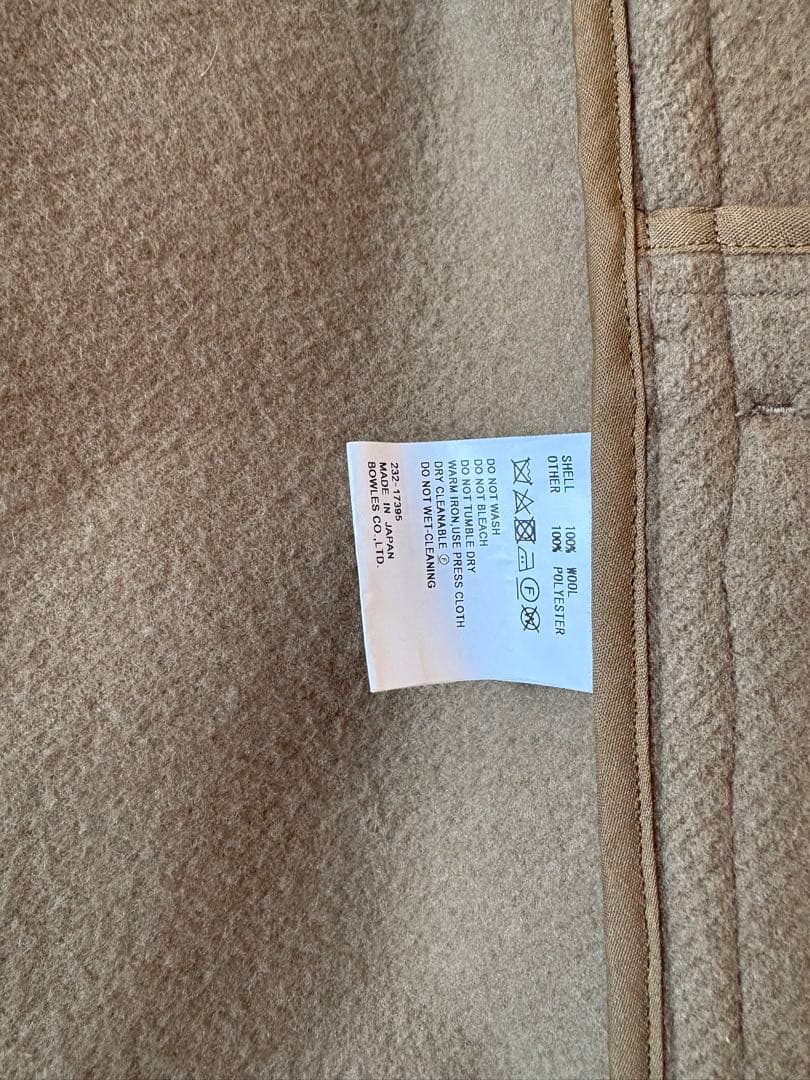 SHELL 100% WOOL
OTHER 100% POLYESTER
F W
DO NOT WASH
DO NOT BLEACH
DO NOT TUMBLE DRY
WARM IRON,USE PRESS CLOTH
DRY CLEANABLE Ⓕ
DO NOT WET-CLEANING
232-17395
MADE IN JAPAN
BOWLES CO.,LTD.